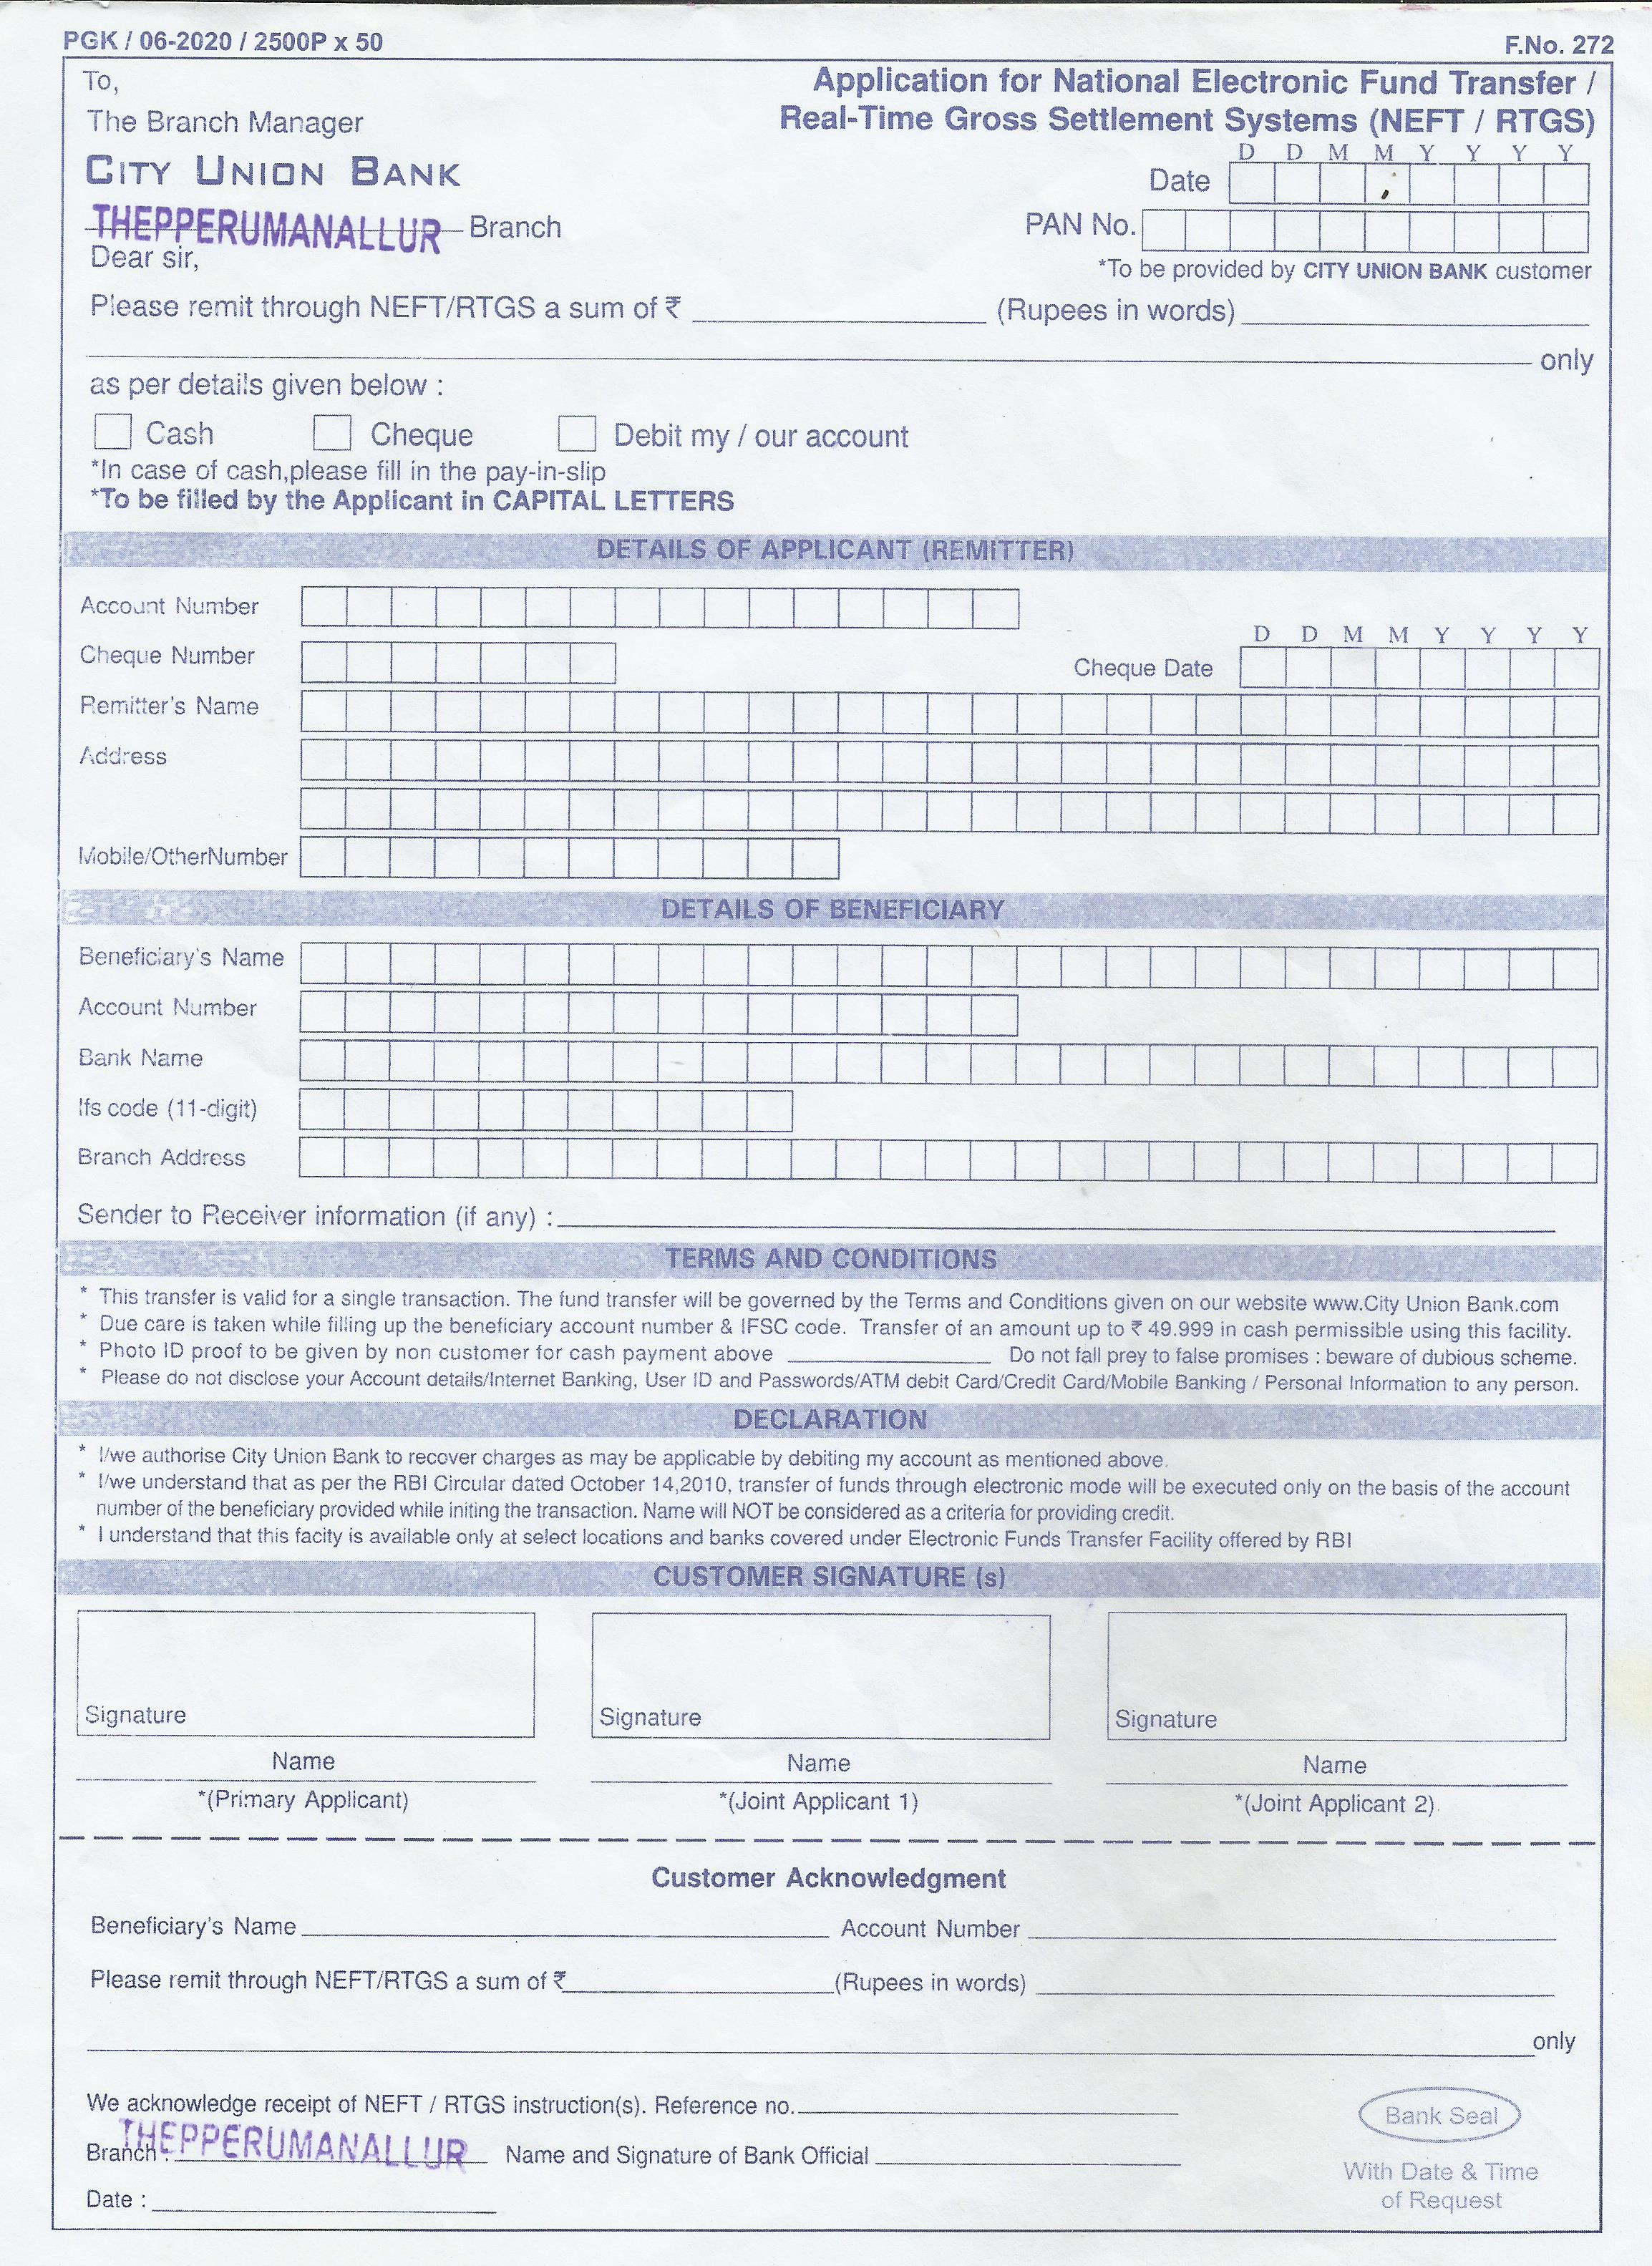 PGK / 06-2020 / 2500P x 50 F.No. 272
To,
The Branch Manager
CITY UNION BANK
THEPPERUMANALLUR Branch
Dear sir,
Application for National Electronic Fund Transfer /
Real-Time Gross Settlement Systems (NEFT / RTGS)
D D M M Y Y Y Y
Date
PAN No.
*To be provided by CITY UNION BANK customer
Please remit through NEFT/RTGS a sum of ₹ (Rupees in words)
only
as per details given below :
Cash Cheque Debit my / our account
*In case of cash,please fill in the pay-in-slip
*To be filled by the Applicant in CAPITAL LETTERS
DETAILS OF APPLICANT (REMITTER)
Account Number
D D M M Y Y Y Y
Cheque Number Cheque Date
Remitter's Name
Address
Mobile/OtherNumber
DETAILS OF BENEFICIARY
Beneficiary's Name
Account Number
Bank Name
Ifs code (11-digit)
Branch Address
Sender to Receiver information (if any) :
TERMS AND CONDITIONS
* This transfer is valid for a single transaction. The fund transfer will be governed by the Terms and Conditions given on our website www.City Union Bank.com
* Due care is taken while filling up the beneficiary account number & IFSC code. Transfer of an amount up to ₹ 49.999 in cash permissible using this facility.
* Photo ID proof to be given by non customer for cash payment above Do not fall prey to false promises : beware of dubious scheme.
* Please do not disclose your Account details/Internet Banking, User ID and Passwords/ATM debit Card/Credit Card/Mobile Banking / Personal Information to any person.
DECLARATION
* I/we authorise City Union Bank to recover charges as may be applicable by debiting my account as mentioned above.
* I/we understand that as per the RBI Circular dated October 14,2010, transfer of funds through electronic mode will be executed only on the basis of the account
number of the beneficiary provided while initing the transaction. Name will NOT be considered as a criteria for providing credit.
* I understand that this facity is available only at select locations and banks covered under Electronic Funds Transfer Facility offered by RBI
CUSTOMER SIGNATURE (s)
Signature Signature Signature
Name Name Name
*(Primary Applicant) *(Joint Applicant 1) *(Joint Applicant 2)
Customer Acknowledgment
Beneficiary's Name Account Number
Please remit through NEFT/RTGS a sum of ₹ (Rupees in words)
only
We acknowledge receipt of NEFT / RTGS instruction(s). Reference no.
Branch : THEPPERUMANALLUR Name and Signature of Bank Official
Date :
Bank Seal
With Date & Time
of Request